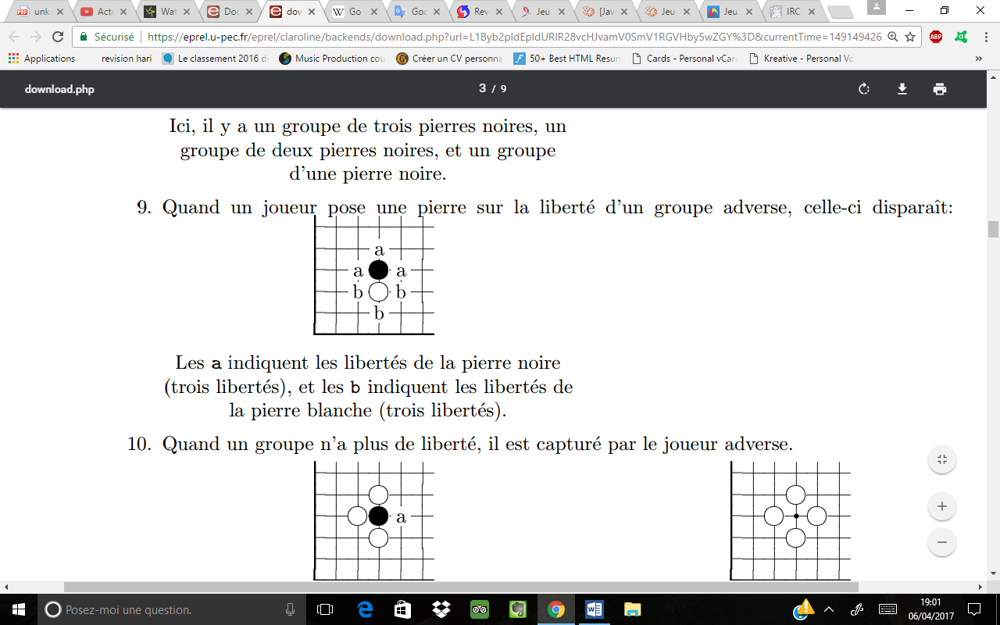 unk
Acto
Wat
Doc
dov
Go
Goo
Rev
Jeu
[Jav
Jeu
Jeu
IRC
Sécurisé
https://eprel.u-pec.fr/eprel/claroline/backends/download.php?url=L1Byb2pldEpldURIR28vcHJvamV0SmV1RGVHby5wZGY%3D&currentTime=149149426
ABP
Applications
revision hari
Le classement 2016 d
Music Production cou
Créer un CV personna
50+ Best HTML Resun
Cards - Personal vCar
Kreative - Personal Vc
»
download.php
3 / 9
Ici, il y a un groupe de trois pierres noires, un
groupe de deux pierres noires, et un groupe
d'une pierre noire.
9. Quand un joueur pose une pierre sur la liberté d'un groupe adverse, celle-ci disparaît:
a
a a
b b
b
Les a indiquent les libertés de la pierre noire
(trois libertés), et les b indiquent les libertés de
la pierre blanche (trois libertés).
10. Quand un groupe n'a plus de liberté, il est capturé par le joueur adverse.
a
Posez-moi une question.
19:01
06/04/2017